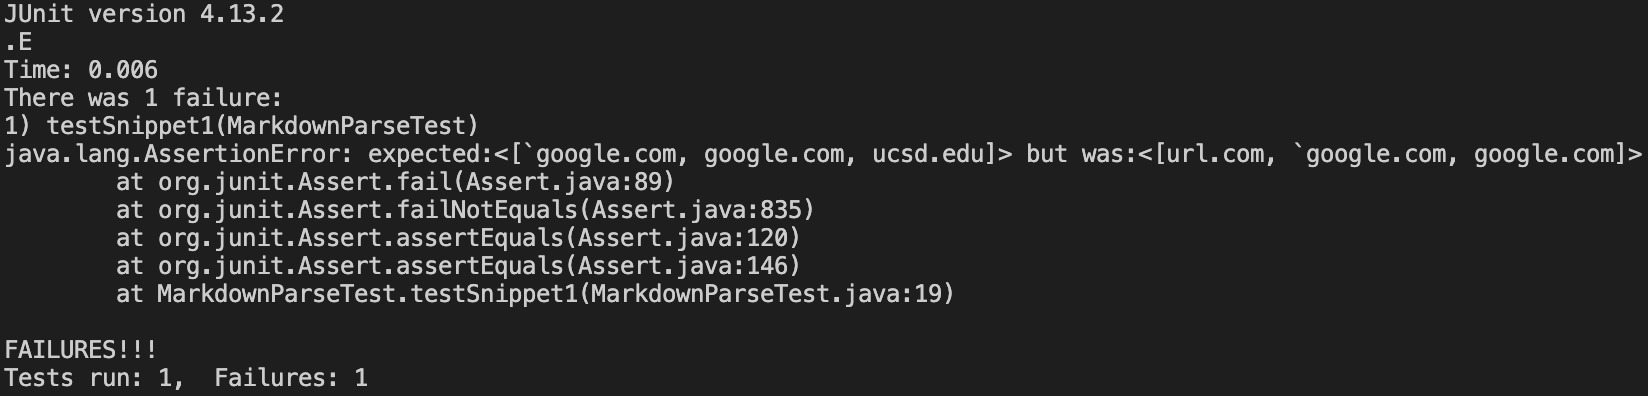 JUnit version 4.13.2
.E
Time: 0.006
There was 1 failure:
1) testSnippet1(MarkdownParseTest)
java.lang.AssertionError: expected:<[`google.com, google.com, ucsd.edu]> but was:<[url.com, `google.com, google.com]>
        at org.junit.Assert.fail(Assert.java:89)
        at org.junit.Assert.failNotEquals(Assert.java:835)
        at org.junit.Assert.assertEquals(Assert.java:120)
        at org.junit.Assert.assertEquals(Assert.java:146)
        at MarkdownParseTest.testSnippet1(MarkdownParseTest.java:19)

FAILURES!!!
Tests run: 1,  Failures: 1